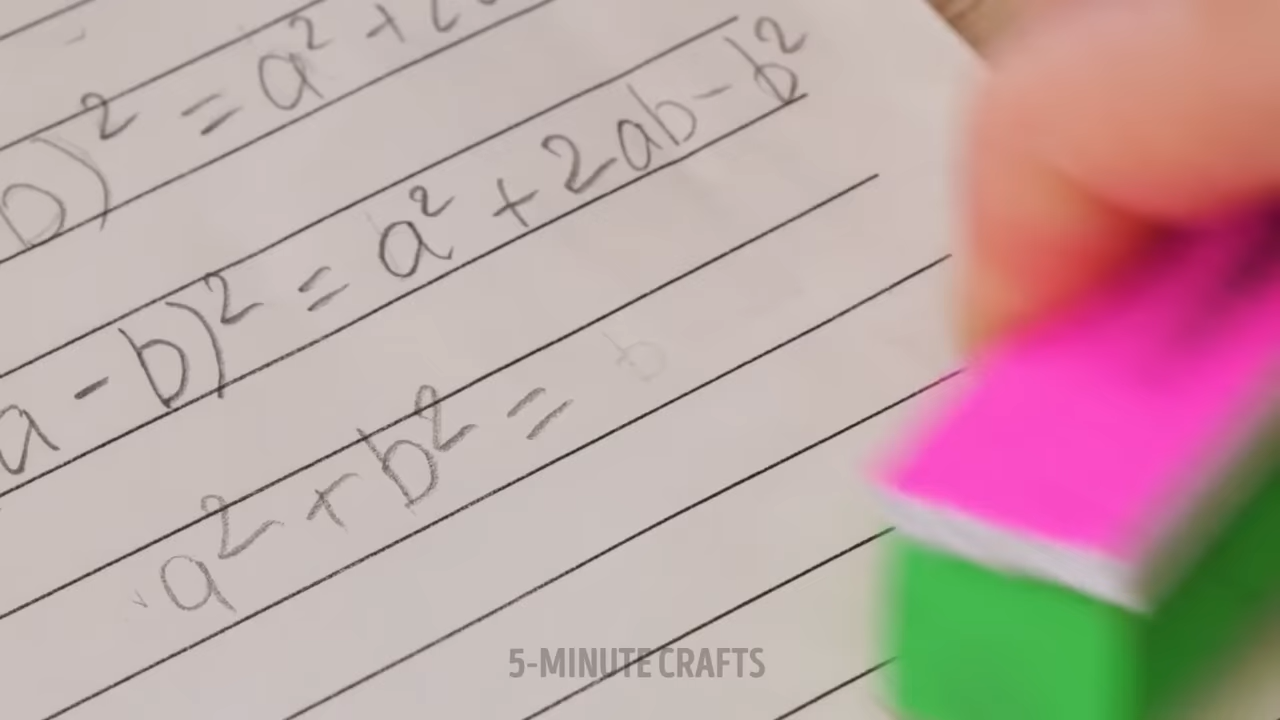 b)² = a² + 2
a - b)² = a² + 2ab - b²
a² + b² = b
5-MINUTE CRAFTS